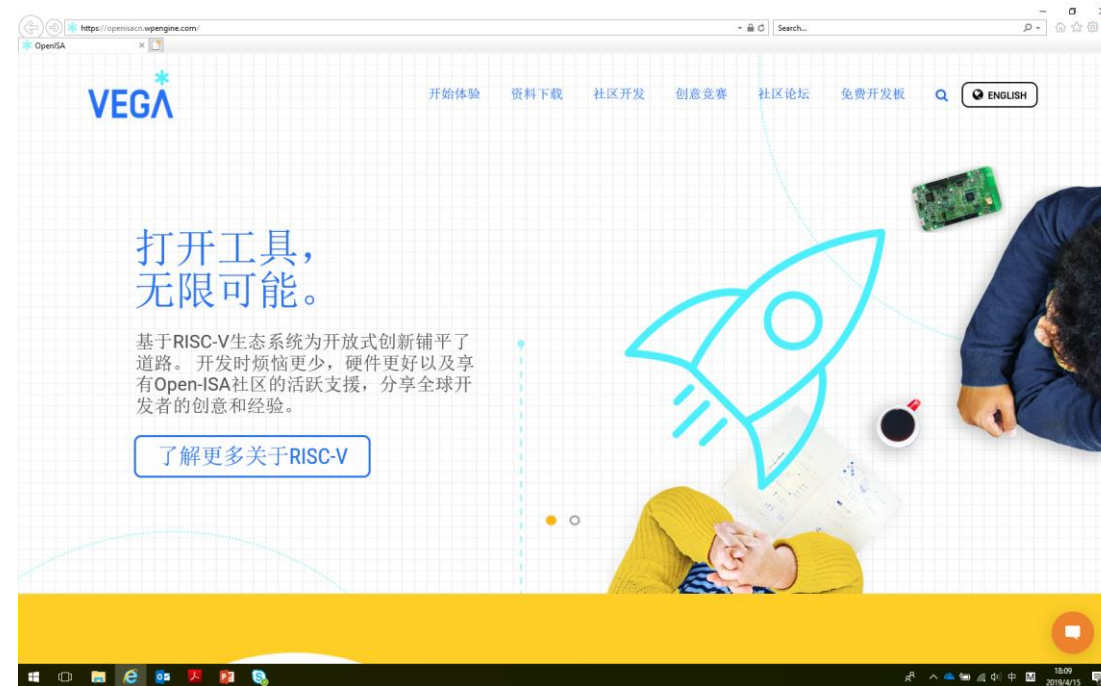 https://openisacn.wpengine.com/
Search...
OpenISA
VEGA
开始体验 资料下载 社区开发 创意竞赛 社区论坛 免费开发板 ENGLISH
打开工具，
无限可能。
基于RISC-V生态系统为开放式创新铺平了
道路。 开发时烦恼更少，硬件更好以及享
有Open-ISA社区的活跃支援，分享全球开
发者的创意和经验。
了解更多关于RISC-V
中 M 18:09
2019/4/15